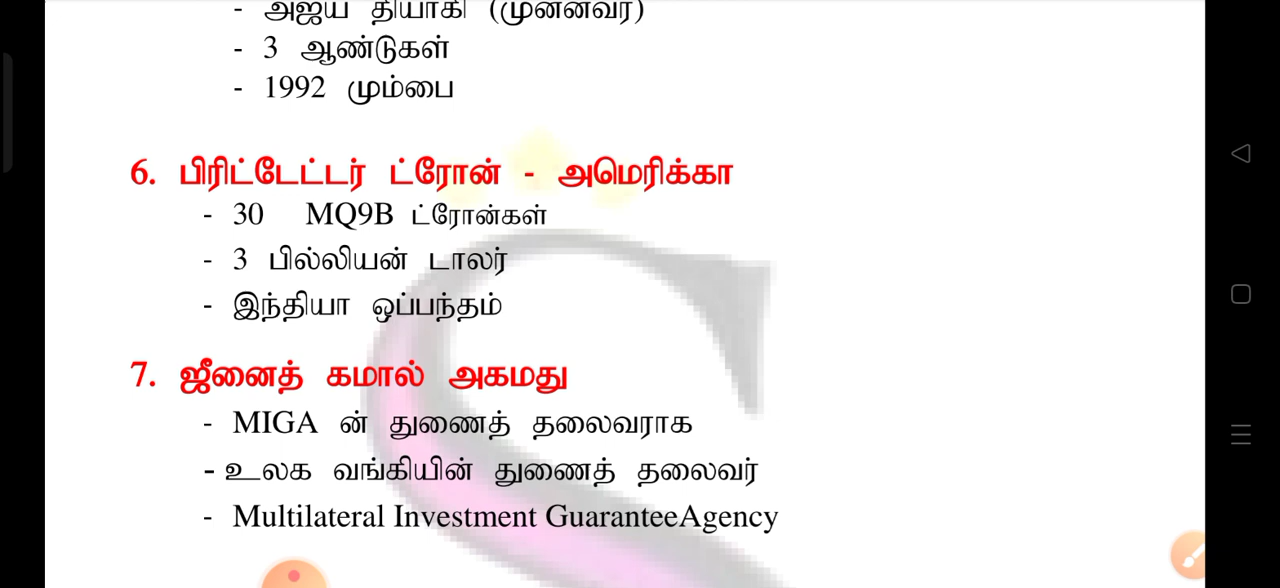 - அஜய் தியாகி (முன்னவர்)
- 3 ஆண்டுகள்
- 1992 மும்பை
6. பிரிட்டேட்டர் ட்ரோன் - அமெரிக்கா
- 30 MQ9B ட்ரோன்கள்
- 3 பில்லியன் டாலர்
- இந்தியா ஒப்பந்தம்
7. ஜீனைத் கமால் அகமது
- MIGA ன் துணைத் தலைவராக
- உலக வங்கியின் துணைத் தலைவர்
- Multilateral Investment GuaranteeAgency